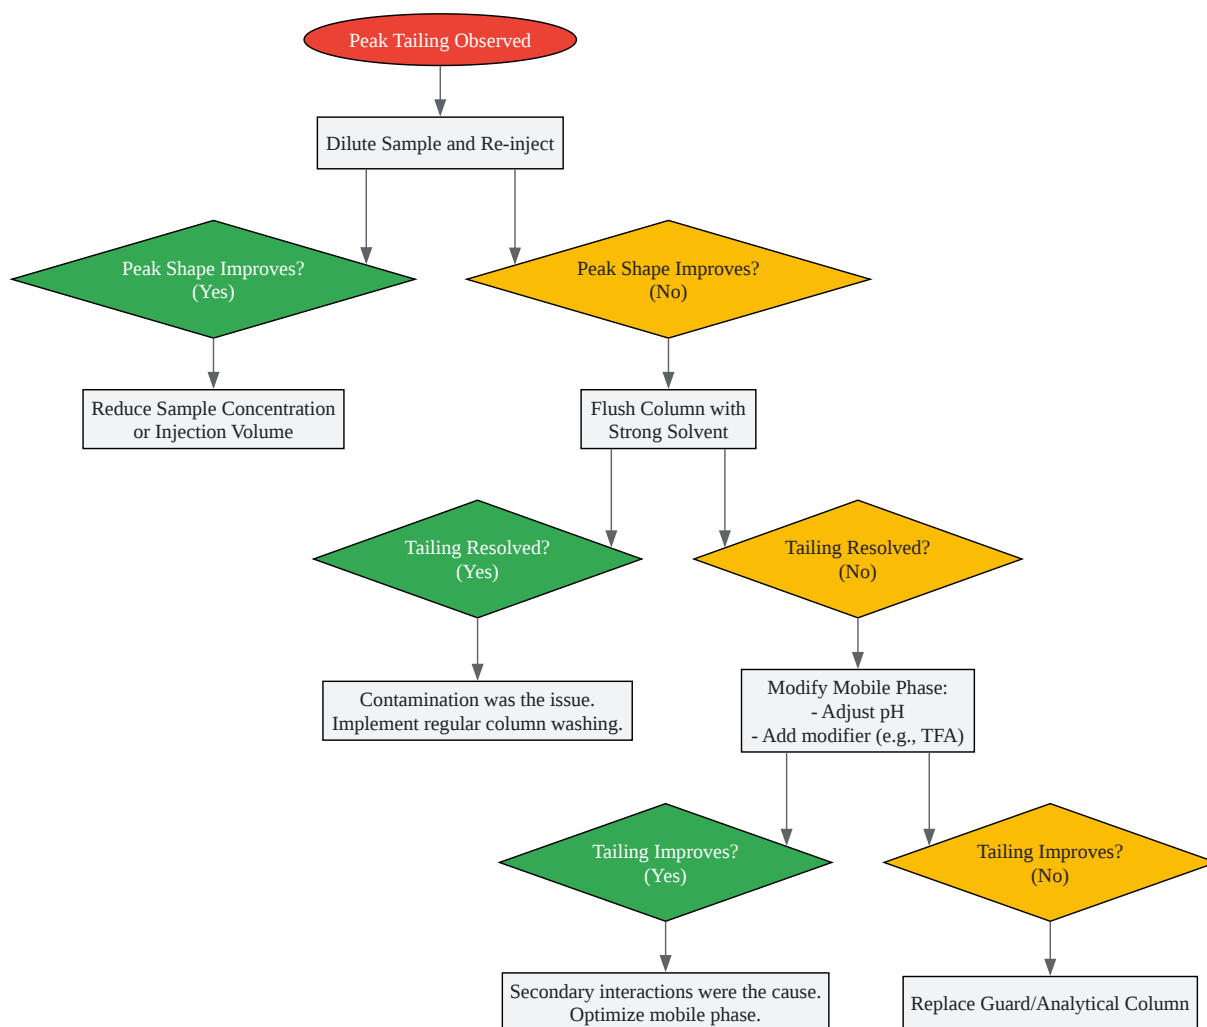 Peak Tailing Observed
Dilute Sample and Re-inject
Peak Shape Improves?
(Yes)
Peak Shape Improves?
(No)
Reduce Sample Concentration
or Injection Volume
Flush Column with
Strong Solvent
Tailing Resolved?
(Yes)
Tailing Resolved?
(No)
Contamination was the issue.
Implement regular column washing.
Modify Mobile Phase:
- Adjust pH
- Add modifier (e.g., TFA)
Tailing Improves?
(Yes)
Tailing Improves?
(No)
Secondary interactions were the cause.
Optimize mobile phase.
Replace Guard/Analytical Column